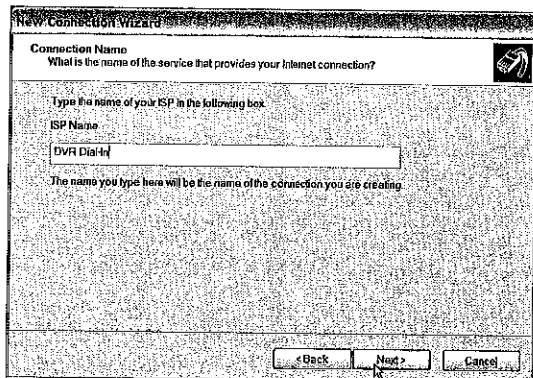 New Connection Wizard
Connection Name
What is the name of the service that provides your Internet connection?
Type the name of your ISP in the following box.
ISP Name
DVR Dial-In
The name you type here will be the name of the connection you are creating.
< Back
Next >
Cancel